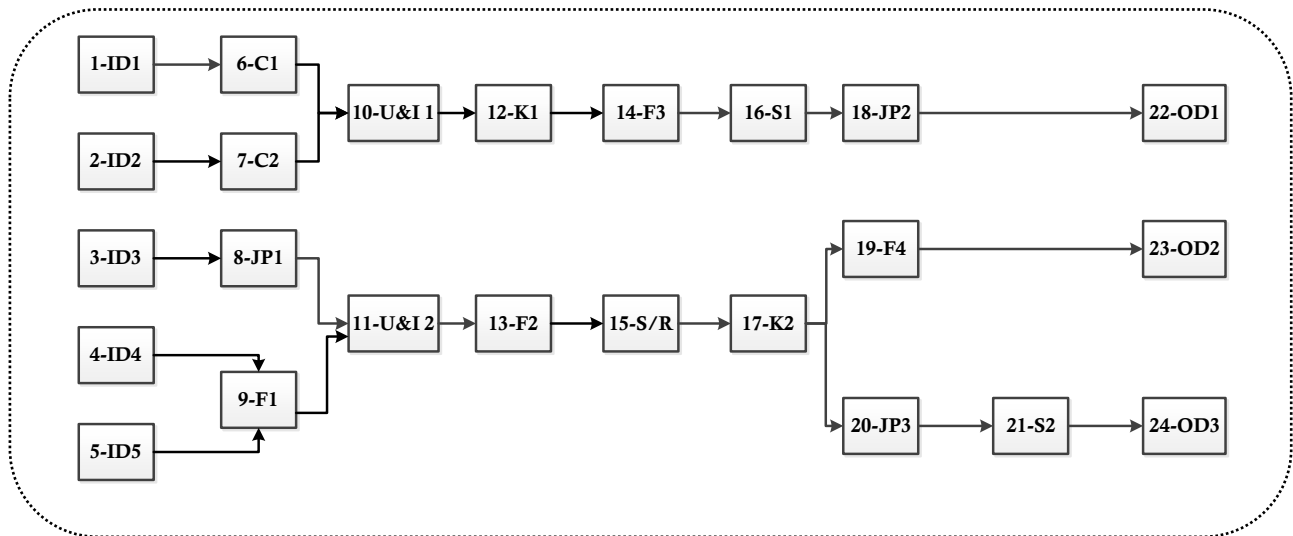 1-ID1
6-C1
10-U&I 1
12-K1
14-F3
16-S1
18-JP2
22-OD1
2-ID2
7-C2
3-ID3
8-JP1
19-F4
23-OD2
11-U&I 2
13-F2
15-S/R
17-K2
4-ID4
9-F1
5-ID5
20-JP3
21-S2
24-OD3